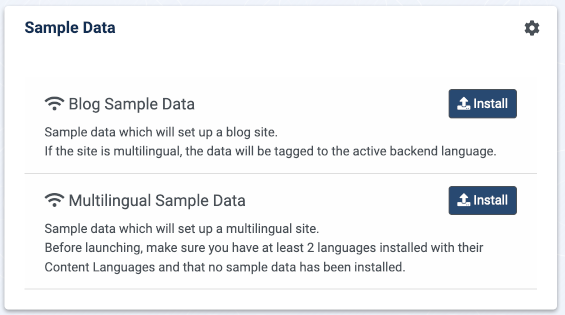 Sample Data
Blog Sample Data
Install
Sample data which will set up a blog site.
If the site is multilingual, the data will be tagged to the active backend language.
Multilingual Sample Data
Install
Sample data which will set up a multilingual site.
Before launching, make sure you have at least 2 languages installed with their
Content Languages and that no sample data has been installed.